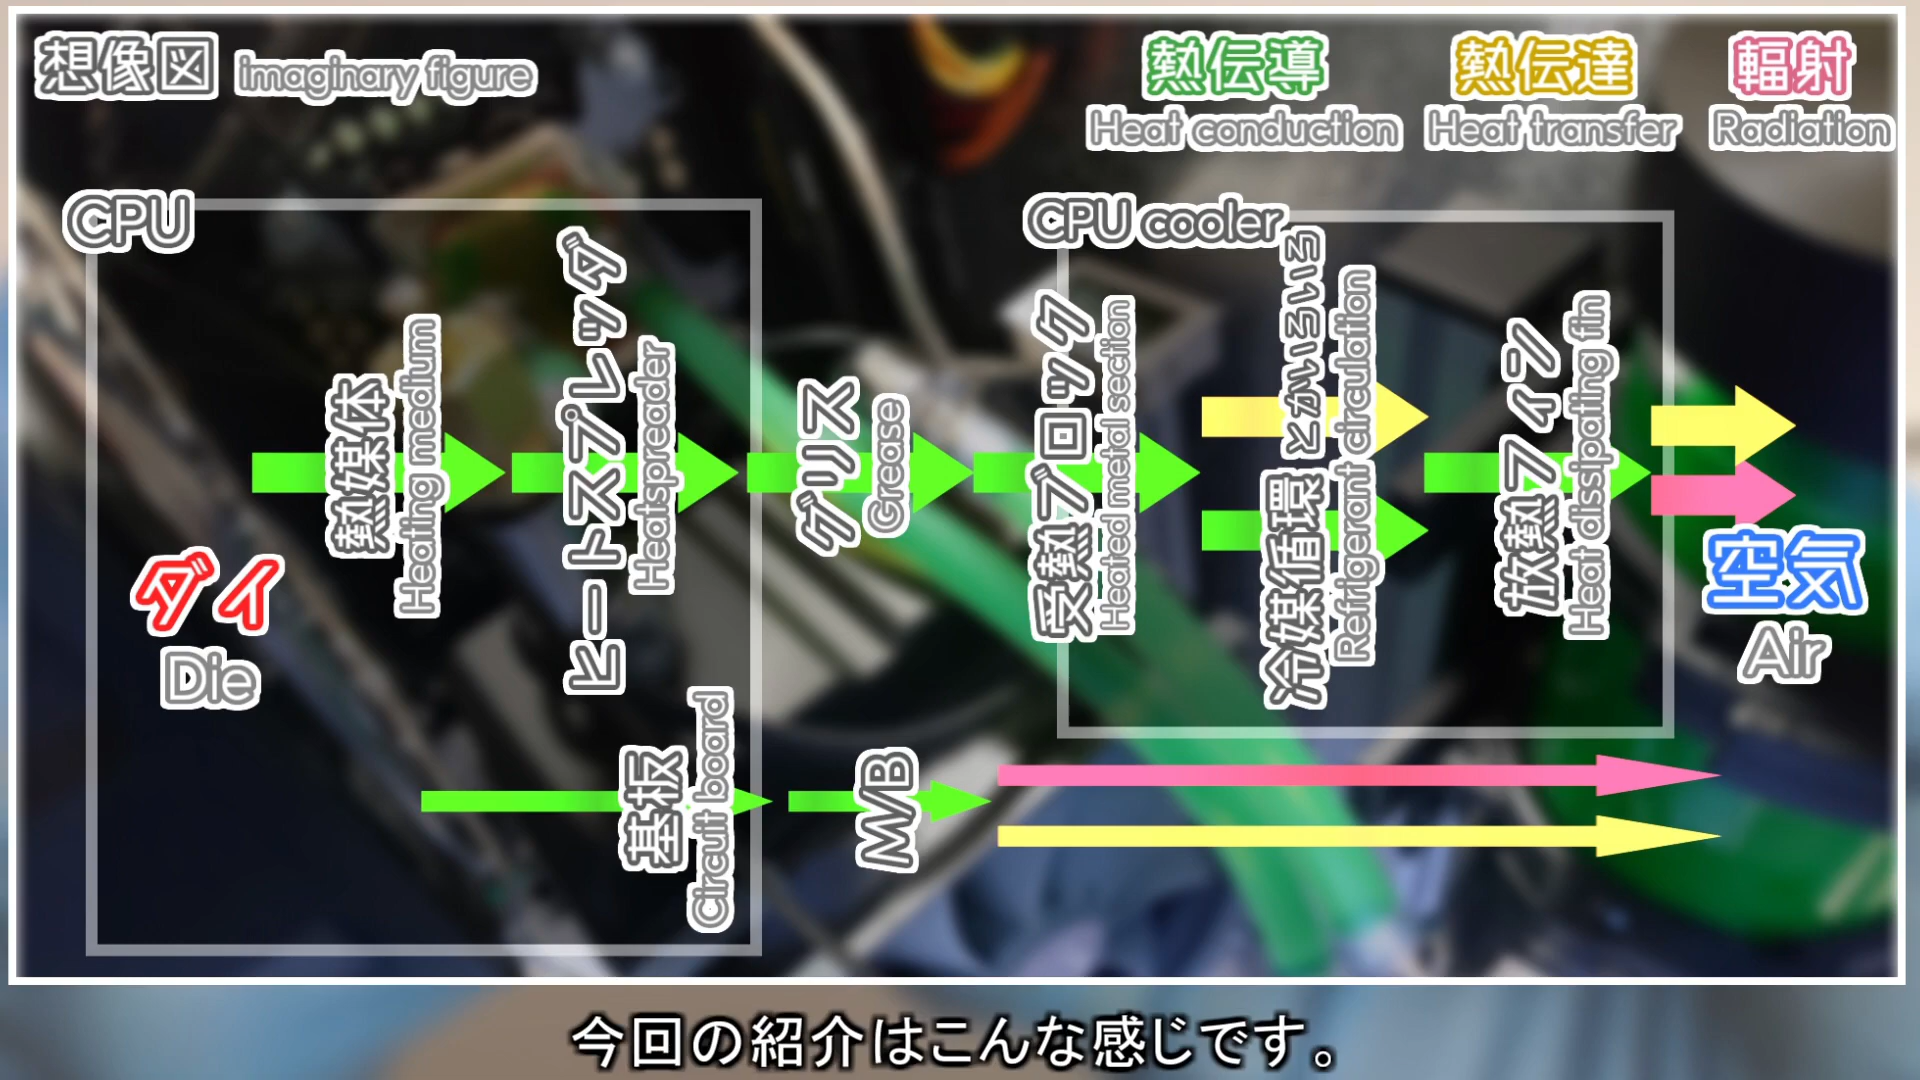 想像図 imaginary figure
熱伝導 熱伝達 輻射
Heat conduction Heat transfer Radiation
CPU
CPU cooler
ダイ
Die
熱媒体
Heating medium
ヒートスプレッダ
Heatspreader
グリス
Grease
受熱ブロック
Heated metal section
冷媒循環 とかいろいろ
Refrigerant circulation
放熱フィン
Heat dissipating fin
空気
Air
基板
Circuit board
M/B
今回の紹介はこんな感じです。